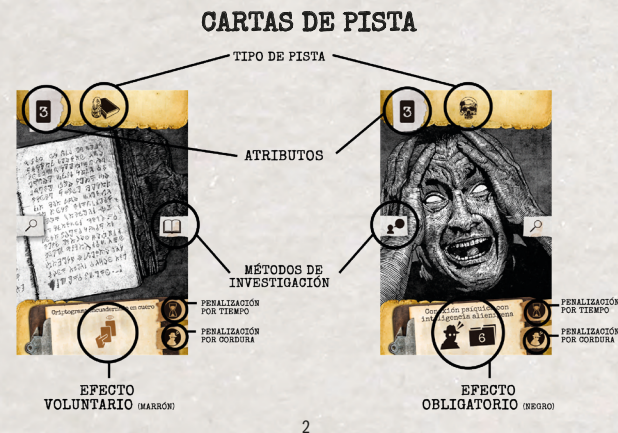 CARTAS DE PISTA
TIPO DE PISTA
3
3
ATRIBUTOS
MÉTODOS DE
INVESTIGACIÓN
Criptograma encuadernado en cuero
PENALIZACIÓN
POR TIEMPO
PENALIZACIÓN
POR CORDURA
Conexión psíquica con
inteligencia alienígena
6
PENALIZACIÓN
POR TIEMPO
PENALIZACIÓN
POR CORDURA
EFECTO
VOLUNTARIO (MARRÓN)
EFECTO
OBLIGATORIO (NEGRO)
2